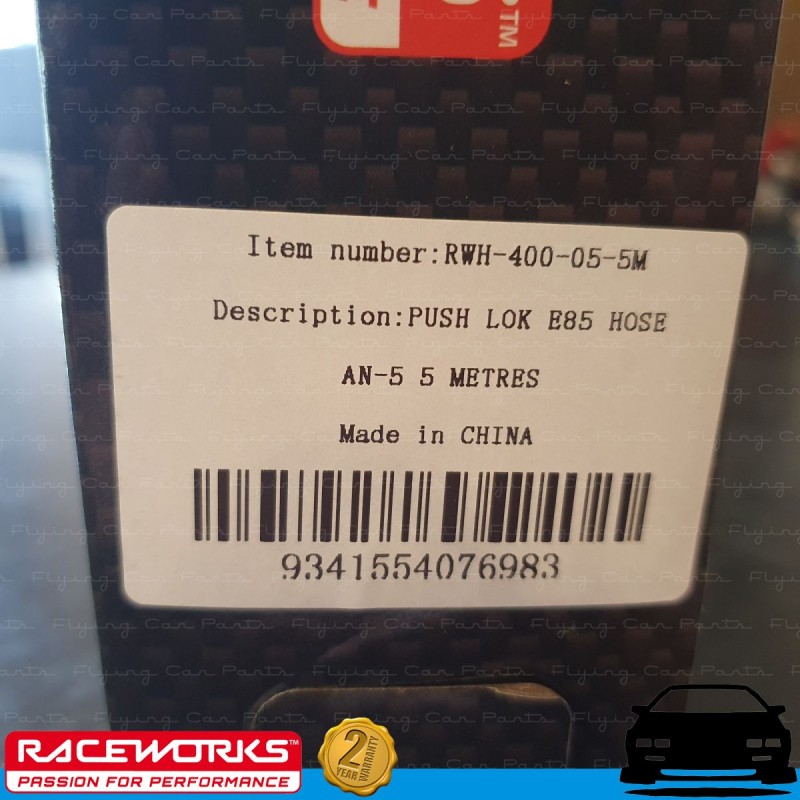 TM
Item number:RWH-400-05-5M
Description:PUSH LOK E85 HOSE
AN-5 5 METRES
Made in CHINA
9341554076983
Flying Car Parts
RACEWORKS™
PASSION FOR PERFORMANCE
2
YEAR WARRANTY